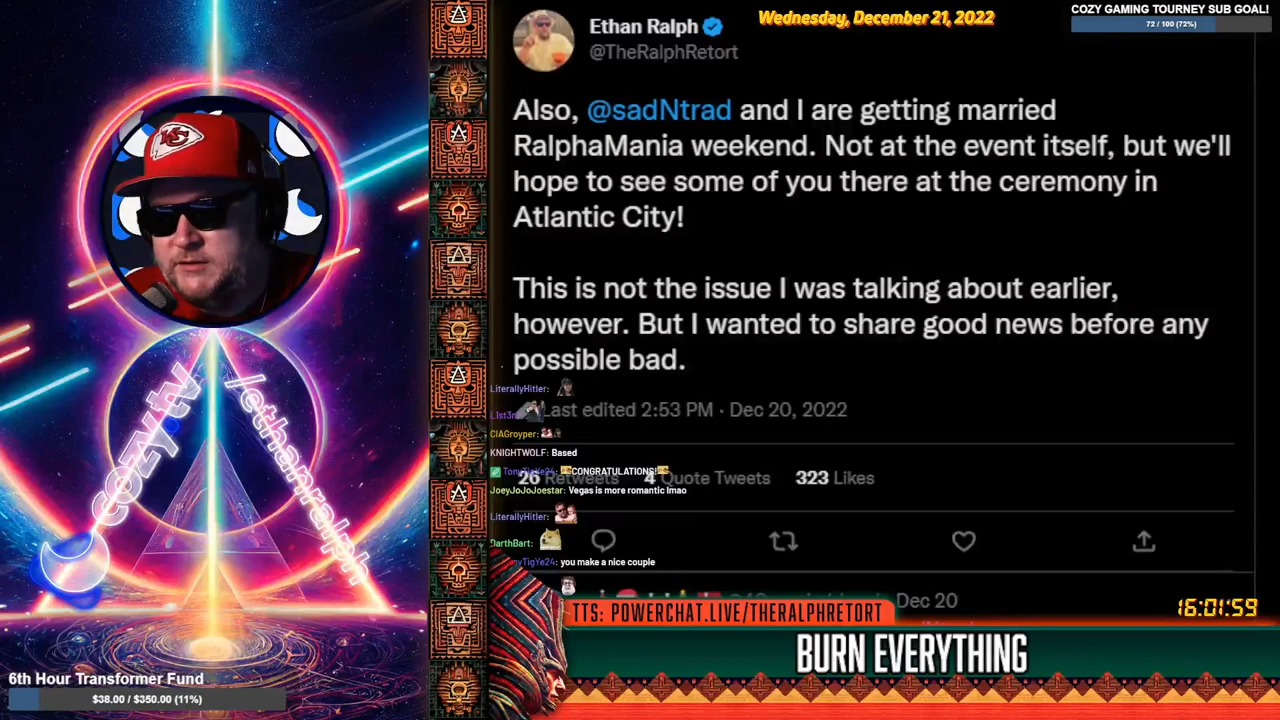 Wednesday, December 21, 2022
COZY GAMING TOURNEY SUB GOAL!
72 / 100 (72%)
Ethan Ralph
@TheRalphRetort
Also, @sadNtrad and I are getting married
RalphaMania weekend. Not at the event itself, but we'll
hope to see some of you there at the ceremony in
Atlantic City!
This is not the issue I was talking about earlier,
however. But I wanted to share good news before any
possible bad.
Last edited 2:53 PM · Dec 20, 2022
26 Retweets 4 Quote Tweets 323 Likes
LiterallyHitler:
CIAGroyper:
KNIGHTWOLF: Based
CONGRATULATIONS!
JoeyJoJoJoestar: Vegas is more romantic lmao
LiterallyHitler:
DarthBart:
you make a nice couple
Dec 20
cozy.tv
/ethanralph
TTS: POWERCHAT.LIVE/THERALPHRETORT
16:01:59
BURN EVERYTHING
6th Hour Transformer Fund
$38.00 / $350.00 (11%)
KC